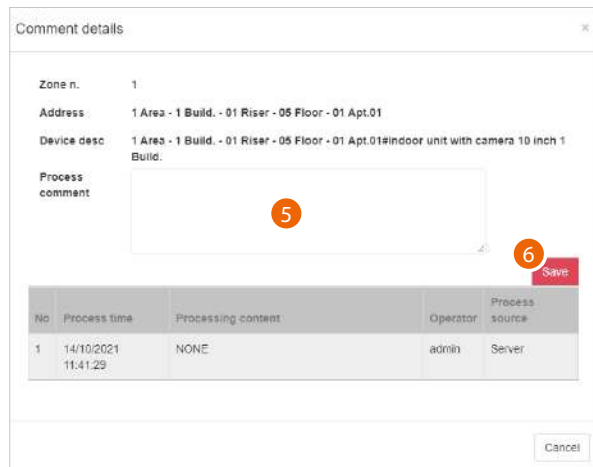 Comment details ×
Zone n. 1
Address 1 Area - 1 Build. - 01 Riser - 05 Floor - 01 Apt.01
Device desc 1 Area - 1 Build. - 01 Riser - 05 Floor - 01 Apt.01#indoor unit with camera 10 inch 1
Build.
Process
comment
5
6
Save
No Process time Processing content Operator Process
source
1 14/10/2021 NONE admin Server
11:41:29
Cancel